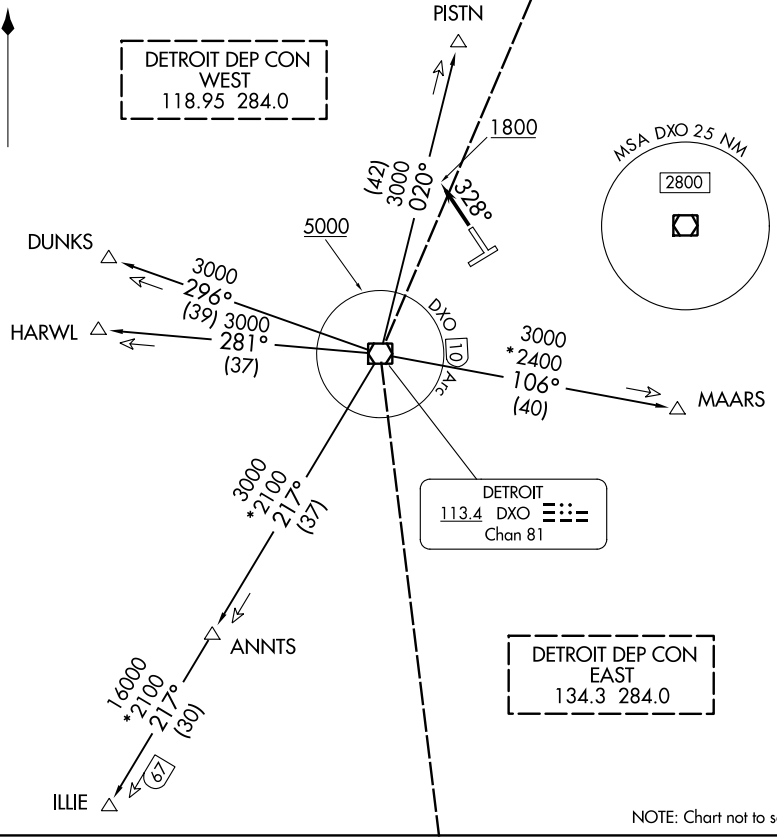 PISTN
DETROIT DEP CON
WEST
118.95 284.0
1800
MSA DXO 25 NM
2800
(42)
3000
020°
328°
5000
DUNKS
3000
296°
(39)
HARWL
3000
281°
(37)
DXO
10
Arc
3000
*2400
106°
(40)
MAARS
3000
*2100
217°
(37)
DETROIT
113.4 DXO
Chan 81
ANNTS
DETROIT DEP CON
EAST
134.3 284.0
16000
*2100
217°
(30)
67
ILLIE
NOTE: Chart not to s